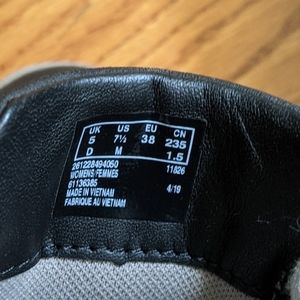 UK US EU CN
5 7½ 38 235
D M 1.5
261228494050 11826
WOMENS/FEMMES
61136385 4/19
MADE IN VIETNAM
FABRIQUE AU VIETNAM